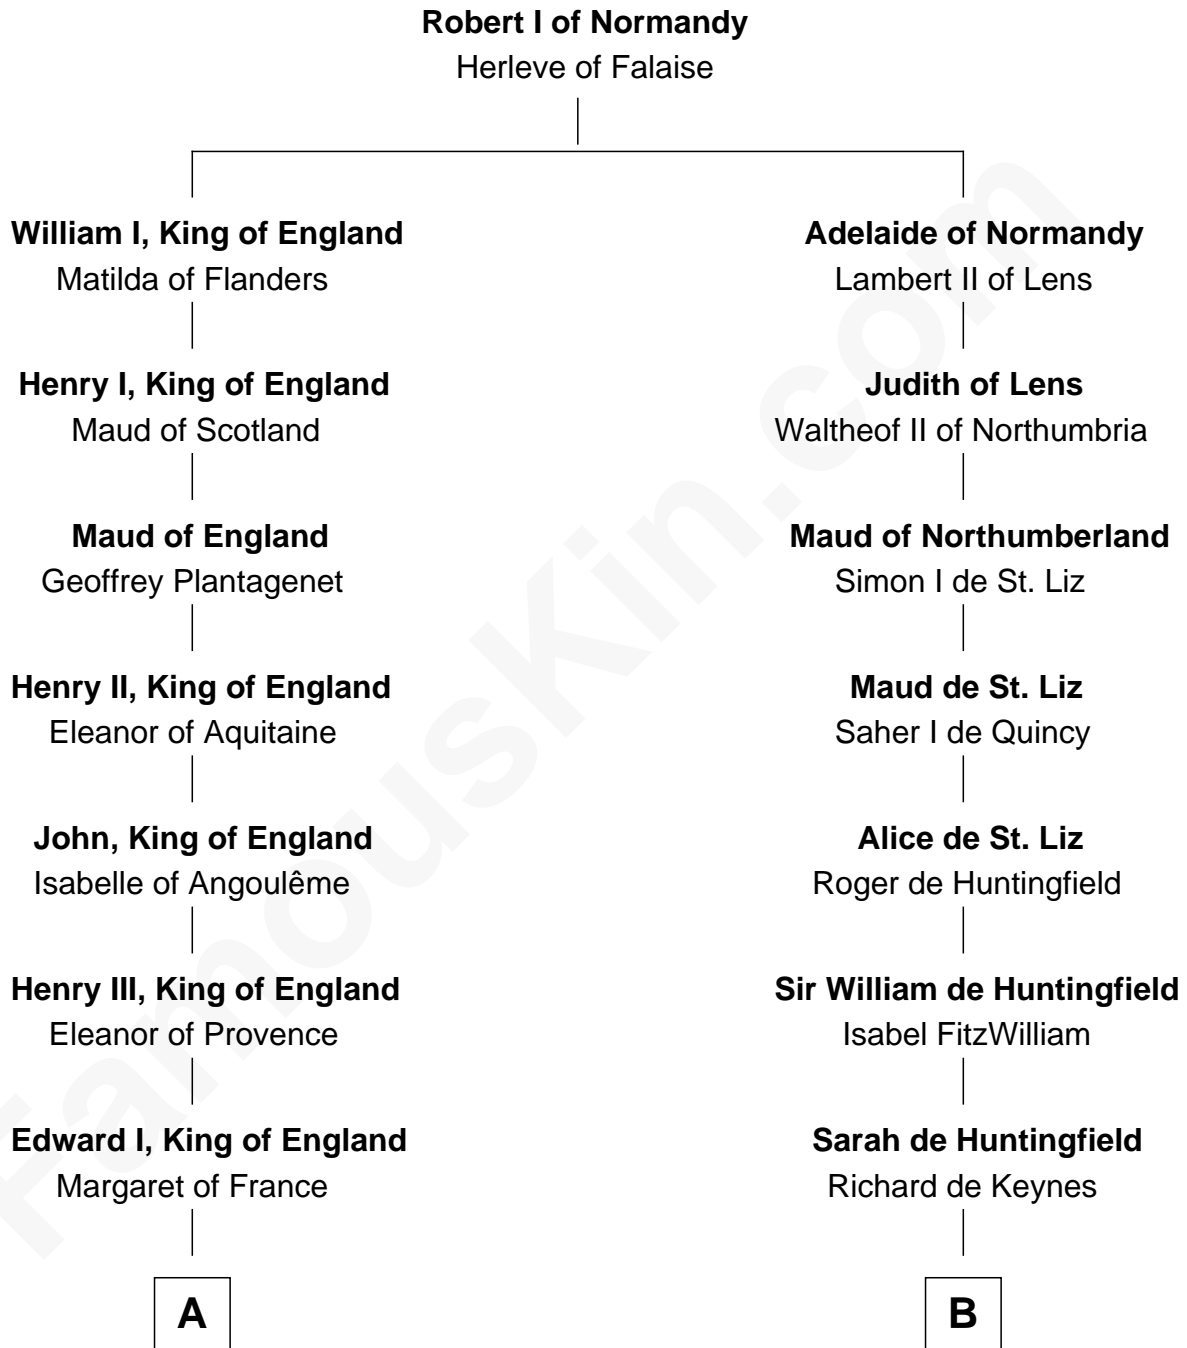 Robert I of Normandy
Herleve of Falaise
William I, King of England
Matilda of Flanders
Henry I, King of England
Maud of Scotland
Maud of England
Geoffrey Plantagenet
Henry II, King of England
Eleanor of Aquitaine
John, King of England
Isabelle of Angoulême
Henry III, King of England
Eleanor of Provence
Edward I, King of England
Margaret of France
A
Adelaide of Normandy
Lambert II of Lens
Judith of Lens
Waltheof II of Northumbria
Maud of Northumberland
Simon I de St. Liz
Maud de St. Liz
Saher I de Quincy
Alice de St. Liz
Roger de Huntingfield
Sir William de Huntingfield
Isabel FitzWilliam
Sarah de Huntingfield
Richard de Keynes
B
FamousKin.com